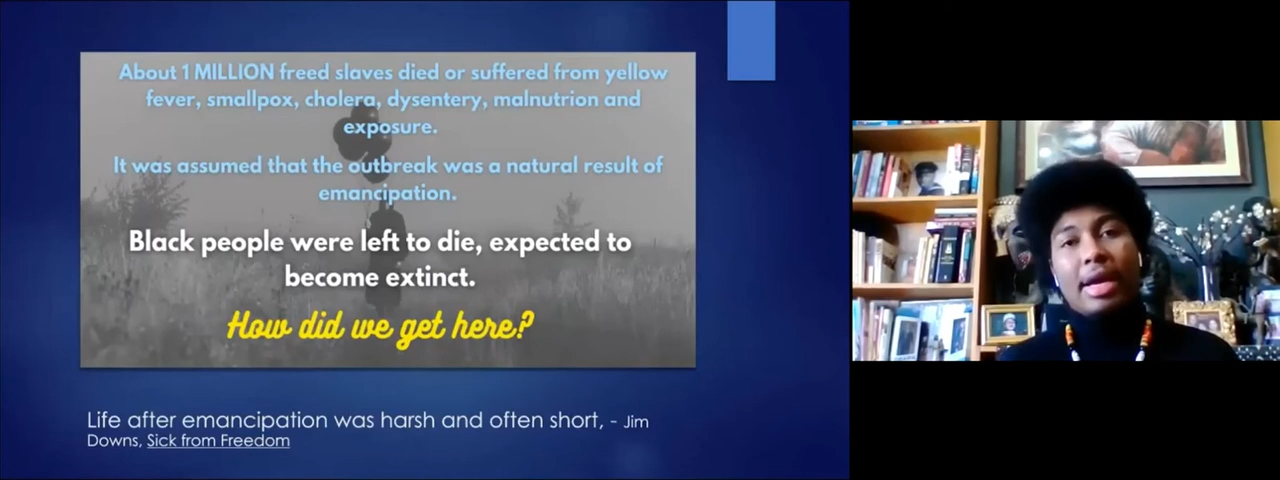 About 1 MILLION freed slaves died or suffered from yellow
fever, smallpox, cholera, dysentery, malnutrion and
exposure.
It was assumed that the outbreak was a natural result of
emancipation.
Black people were left to die, expected to
become extinct.
How did we get here?
Life after emancipation was harsh and often short, - Jim
Downs, Sick from Freedom